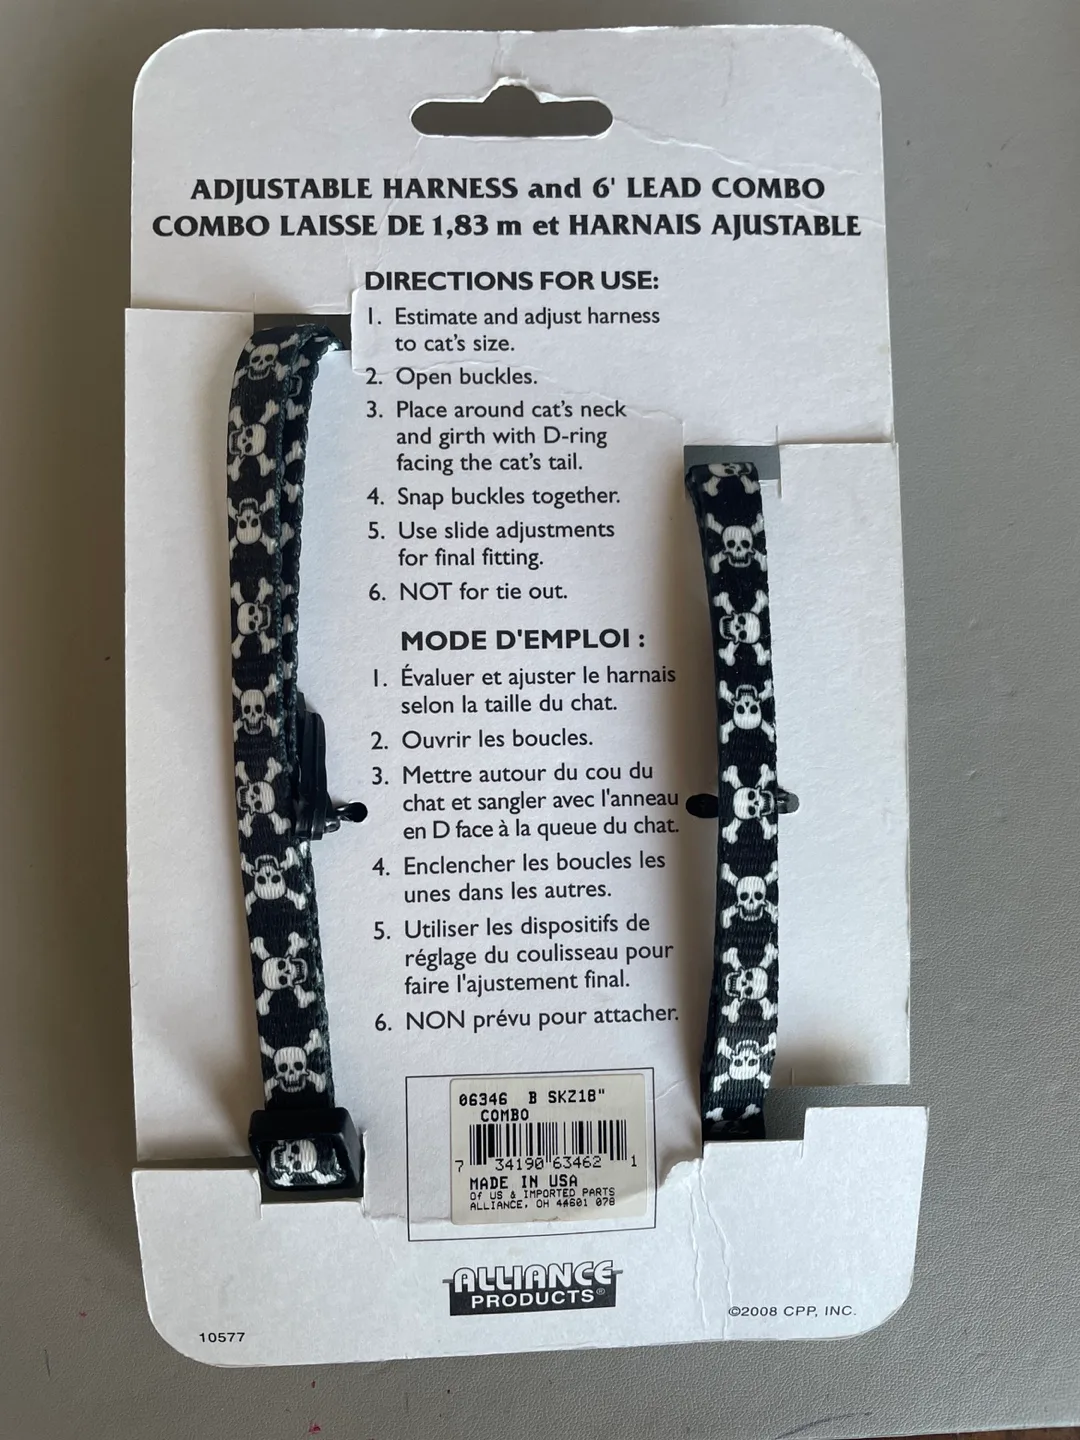 ADJUSTABLE HARNESS and 6' LEAD COMBO
COMBO LAISSE DE 1,83 m et HARNAIS AJUSTABLE
DIRECTIONS FOR USE:
1. Estimate and adjust harness
to cat's size.
2. Open buckles.
3. Place around cat's neck
and girth with D-ring
facing the cat's tail.
4. Snap buckles together.
5. Use slide adjustments
for final fitting.
6. NOT for tie out.
MODE D'EMPLOI :
1. Évaluer et ajuster le harnais
selon la taille du chat.
2. Ouvrir les boucles.
3. Mettre autour du cou du
chat et sangler avec l'anneau
en D face à la queue du chat.
4. Enclencher les boucles les
unes dans les autres.
5. Utiliser les dispositifs de
réglage du coulisseau pour
faire l'ajustement final.
6. NON prévu pour attacher.
06346 B SKZ18"
COMBO
7 34190 63462 1
MADE IN USA
Of US & IMPORTED PARTS
ALLIANCE, OH 44601 078
ALLIANCE
PRODUCTS®
©2008 CPP, INC.
10577